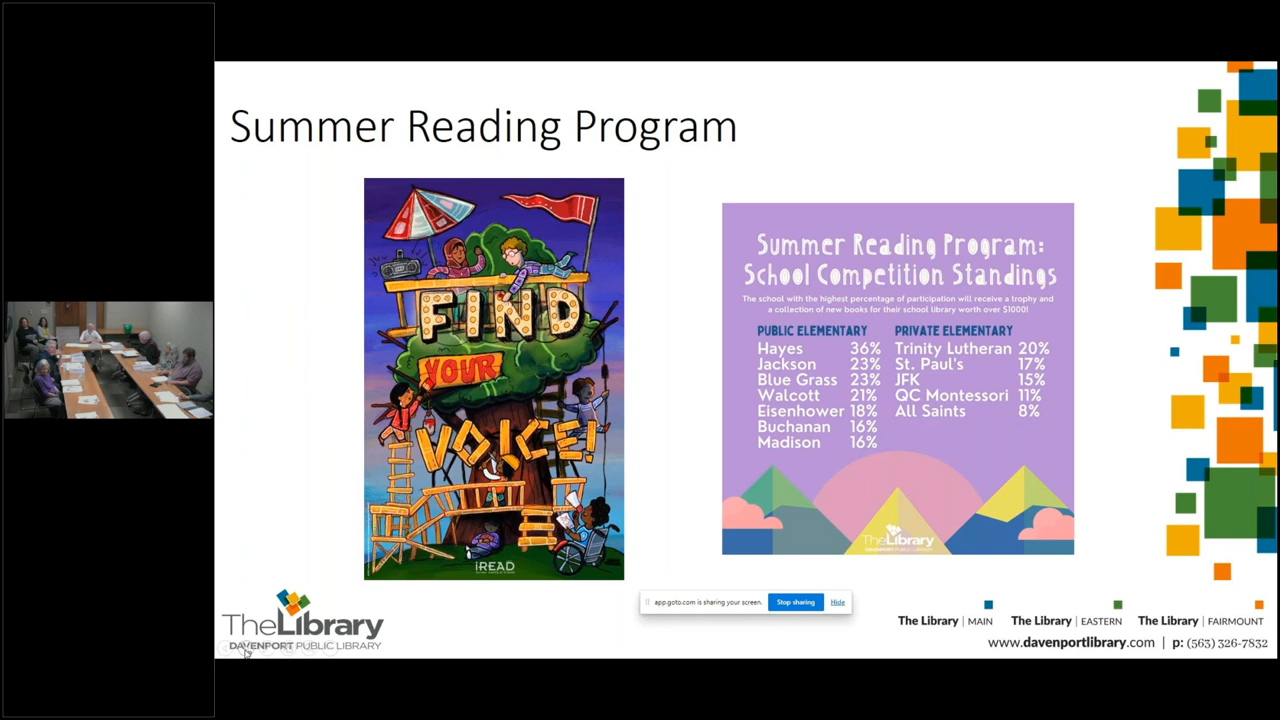 Summer Reading Program
FIND
YOUR
VOICE!
iREAD
Summer Reading Program:
School Competition Standings
The school with the highest percentage of participation will receive a trophy and
a collection of new books for their school library worth over $1000!
PUBLIC ELEMENTARY
Hayes 36%
Jackson 23%
Blue Grass 23%
Walcott 21%
Eisenhower 18%
Buchanan 16%
Madison 16%
PRIVATE ELEMENTARY
Trinity Lutheran 20%
St. Paul's 17%
JFK 15%
QC Montessori 11%
All Saints 8%
TheLibrary
DAVENPORT PUBLIC LIBRARY
TheLibrary
DAVENPORT PUBLIC LIBRARY
app.goto.com is sharing your screen.
Stop sharing
Hide
The Library | MAIN
The Library | EASTERN
The Library | FAIRMOUNT
www.davenportlibrary.com | p: (563) 326-7832